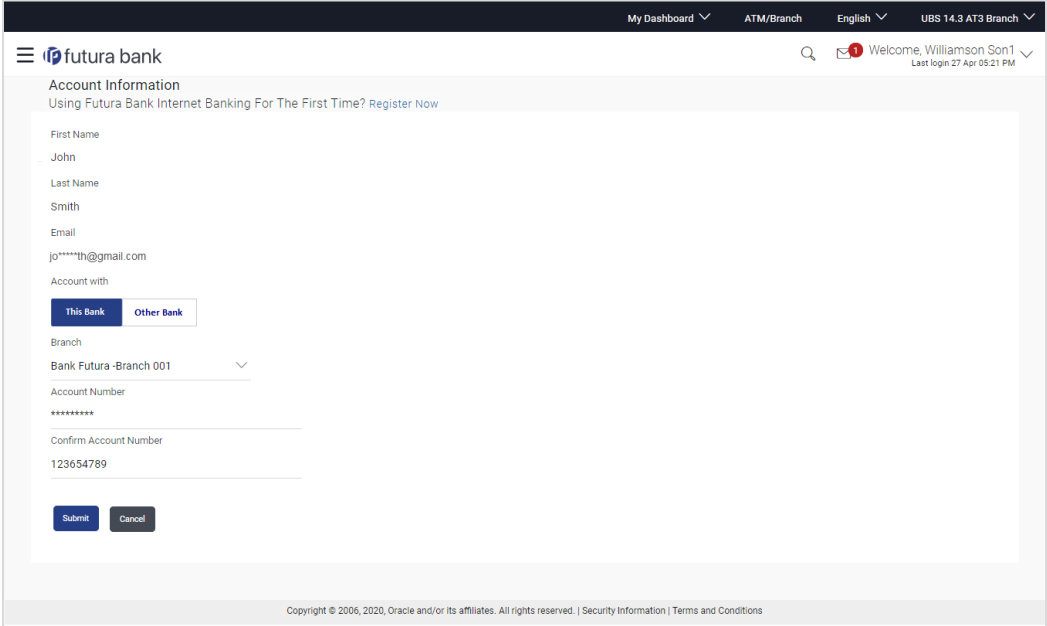 My Dashboard ATM/Branch English UBS 14.3 AT3 Branch
futura bank
1 Welcome, Williamson Son1
Last login 27 Apr 05:21 PM
Account Information
Using Futura Bank Internet Banking For The First Time? Register Now
First Name
John
Last Name
Smith
Email
jo*****th@gmail.com
Account with
This Bank Other Bank
Branch
Bank Futura -Branch 001
Account Number
*********
Confirm Account Number
123654789
Submit Cancel
Copyright © 2006, 2020, Oracle and/or its affiliates. All rights reserved. | Security Information | Terms and Conditions